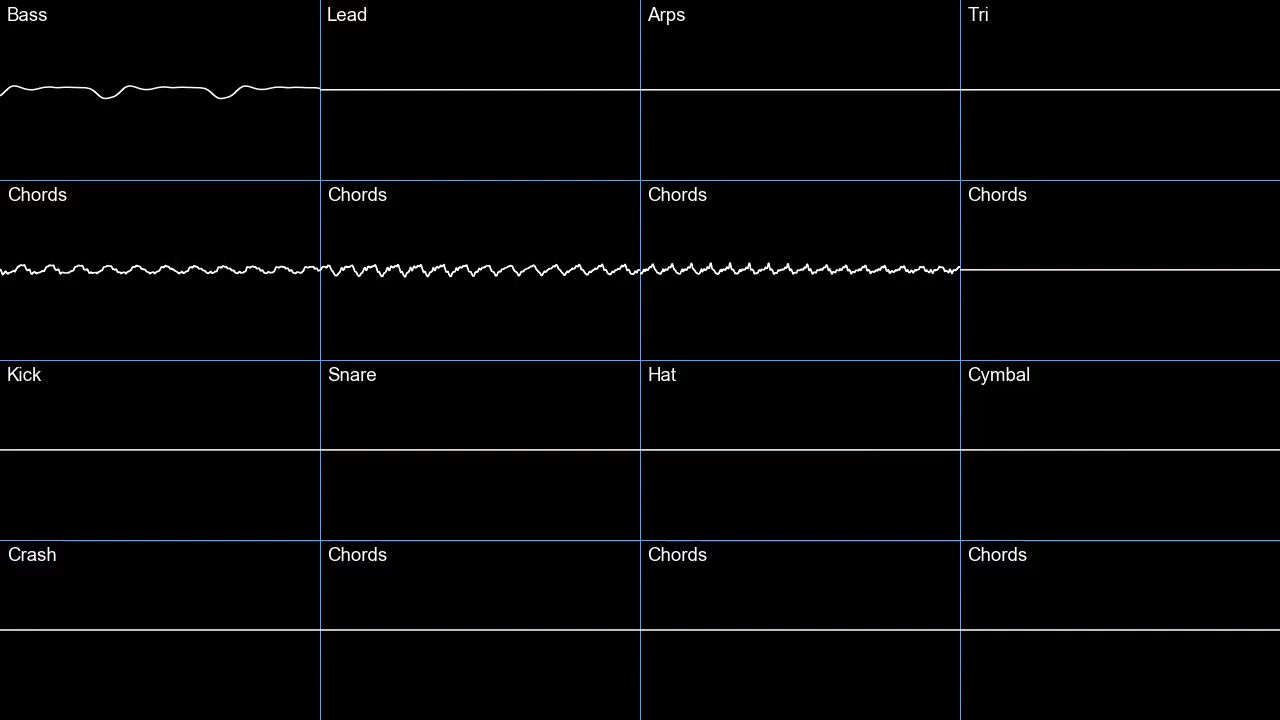 Bass
Lead
Arps
Tri
Chords
Chords
Chords
Chords
Kick
Snare
Hat
Cymbal
Crash
Chords
Chords
Chords